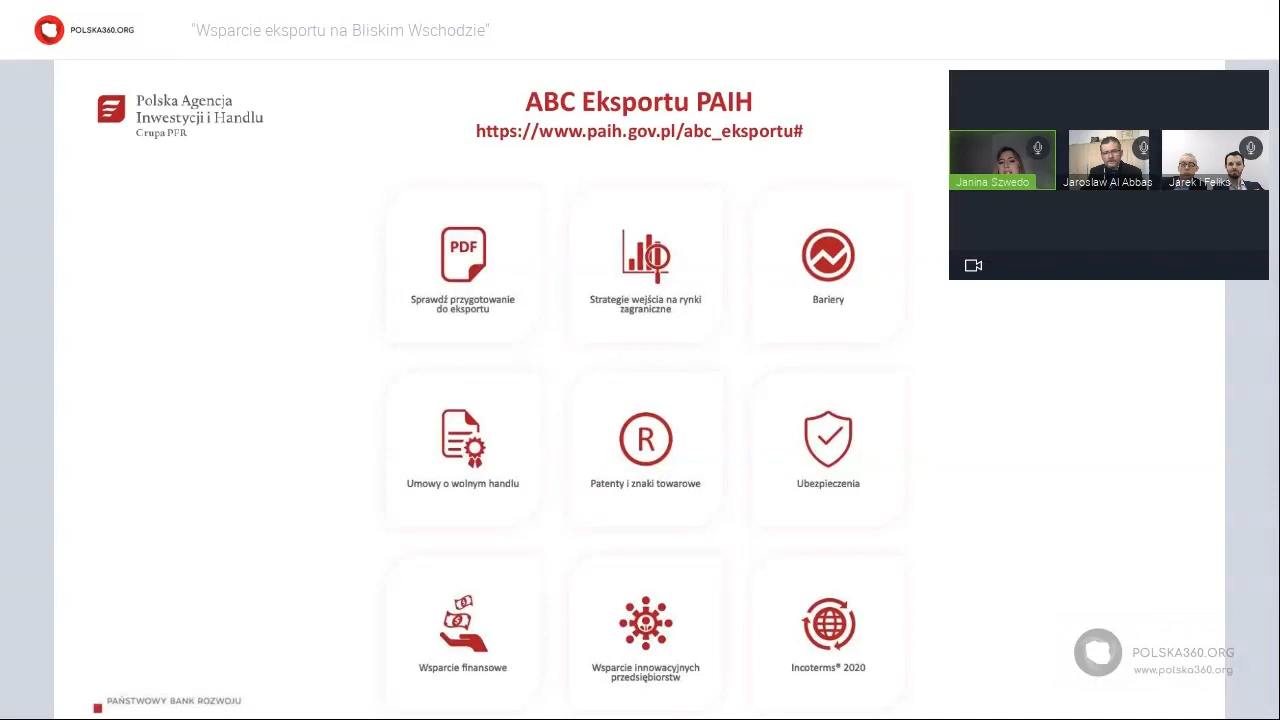 POLSKA360.ORG
"Wsparcie eksportu na Bliskim Wschodzie"
Polska Agencja
Inwestycji i Handlu
Grupa PFR
ABC Eksportu PAIH
https://www.paih.gov.pl/abc_eksportu#
Janina Szwedo
Jaroslaw Al Abbas
Jarek i Feliks
PDF
Sprawdź przygotowanie
do eksportu
Strategie wejścia na rynki
zagraniczne
Bariery
Umowy o wolnym handlu
R
Patenty i znaki towarowe
Ubezpieczenia
Wsparcie finansowe
Wsparcie innowacyjnych
przedsiębiorstw
Incoterms® 2020
PAŃSTWOWY BANK ROZWOJU
POLSKA360.ORG
www.polska360.org